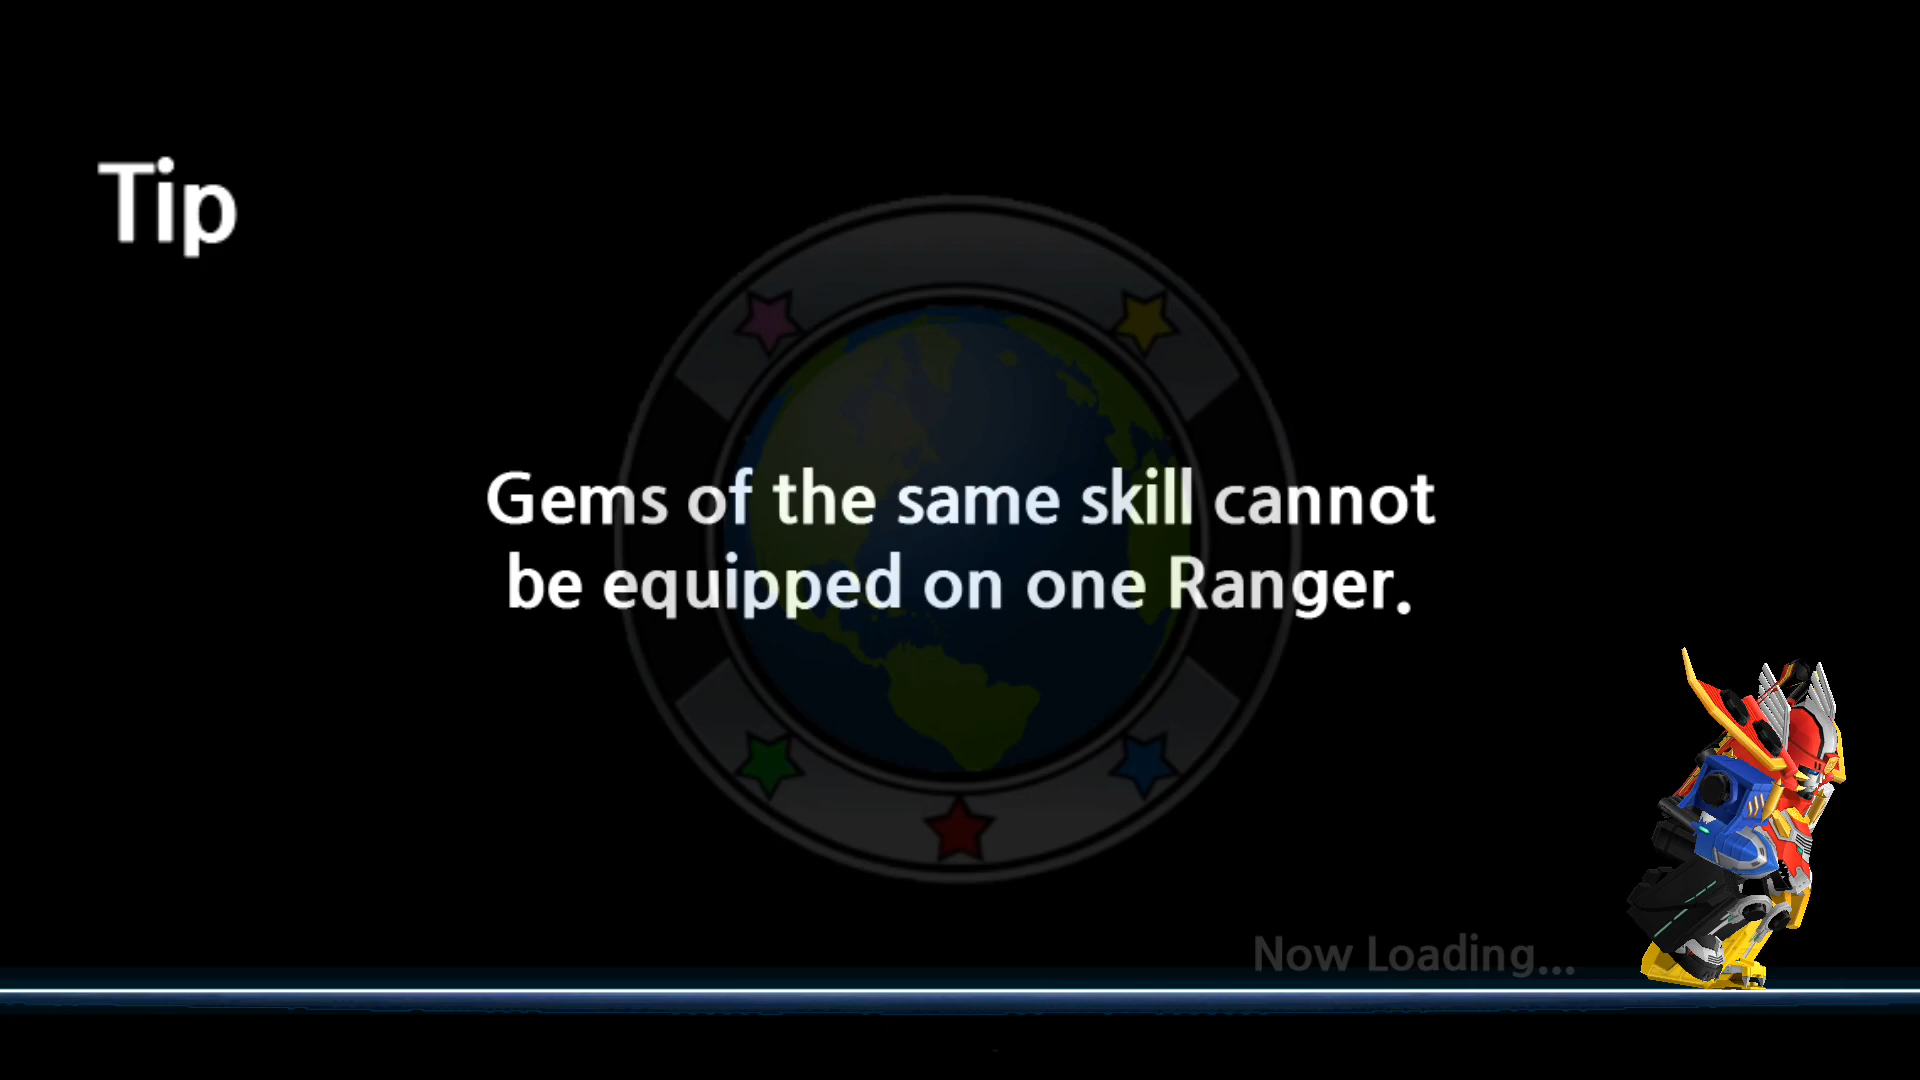 Tip
Gems of the same skill cannot
be equipped on one Ranger.
Now Loading...